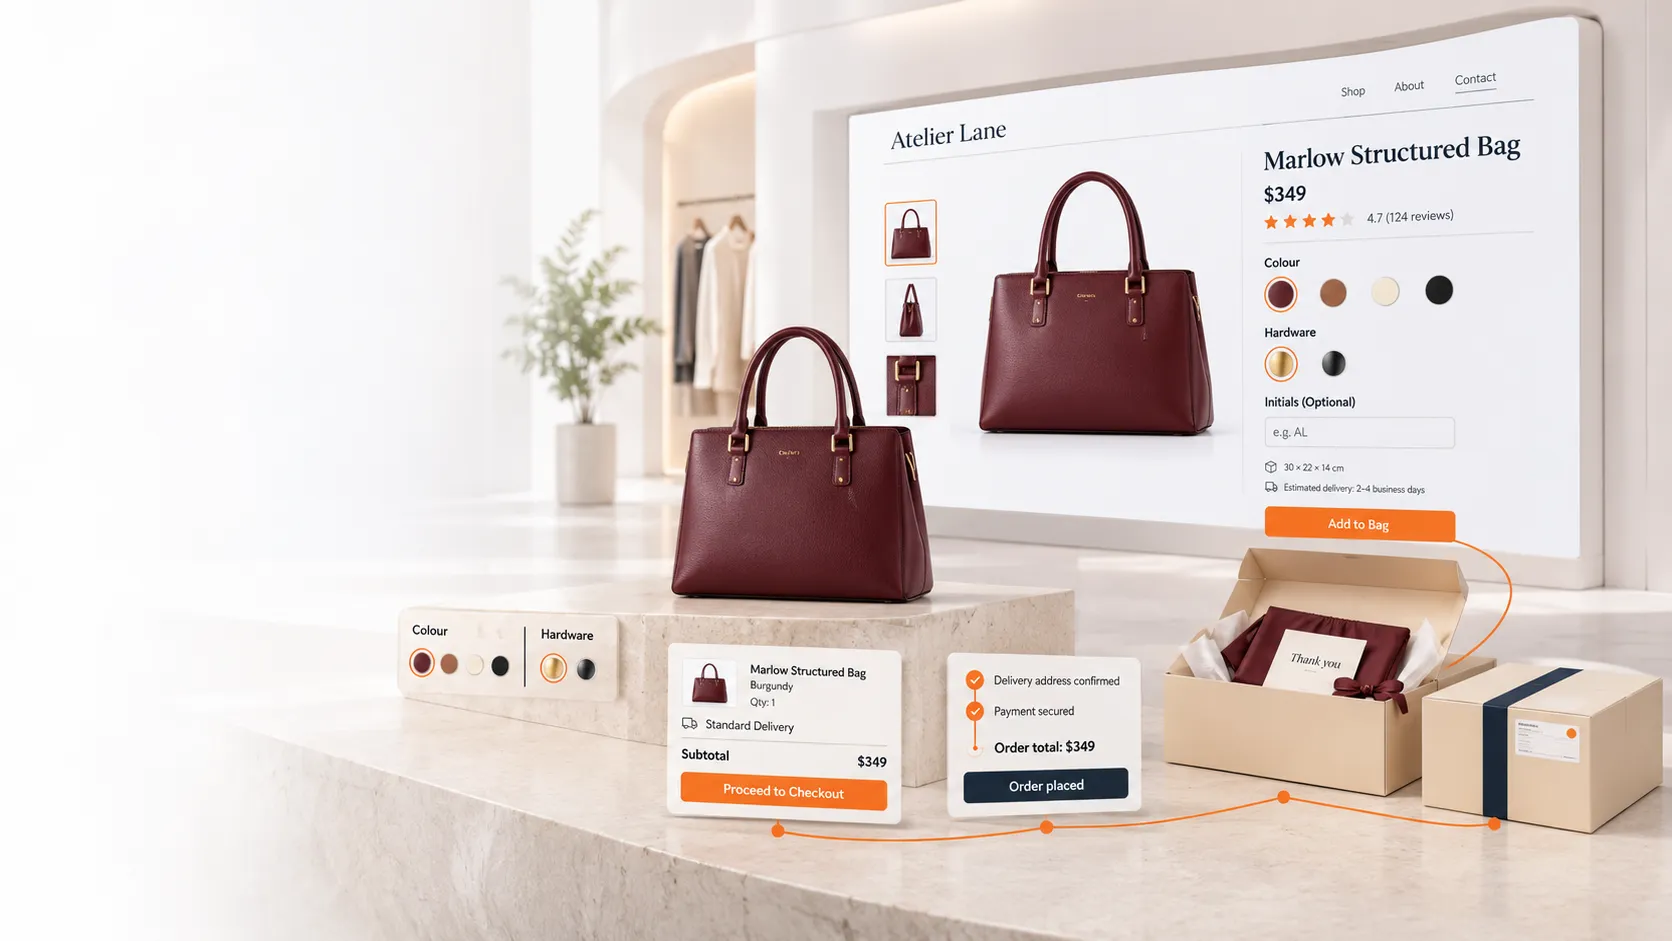 Shop
About
Contact
Atelier Lane
Marlow Structured Bag
$349
4.7 (124 reviews)
Colour
Hardware
Initials (Optional)
e.g. AL
30 × 22 × 14 cm
Estimated delivery: 2–4 business days
Add to Bag
Colour
Hardware
Marlow Structured Bag
Burgundy
Qty: 1
Standard Delivery
Subtotal
$349
Proceed to Checkout
Delivery address confirmed
Payment secured
Order total: $349
Order placed
Thank you